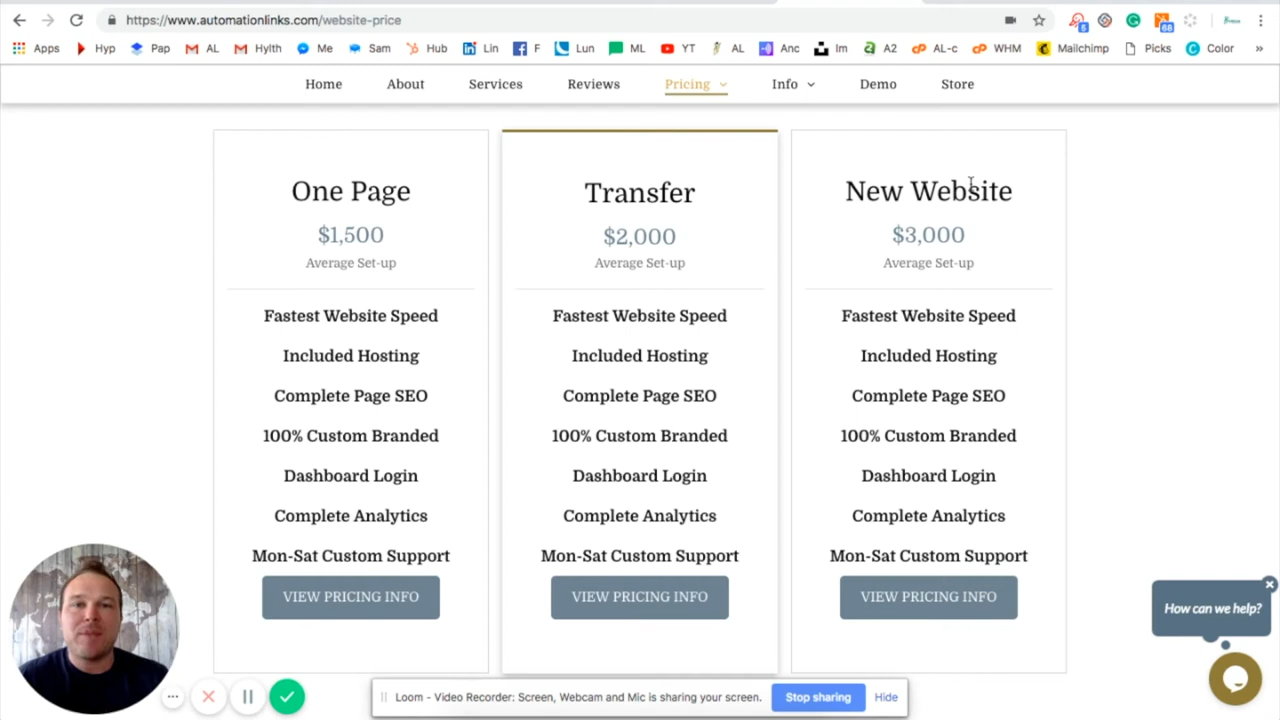 https://www.automationlinks.com/website-price
5
68
Apps Hyp Pap AL Hylth Me Sam Hub Lin F Lun ML YT AL Anc Im A2 AL-c WHM Mailchimp Picks Color »
Home About Services Reviews Pricing Info Demo Store
One Page
$1,500
Average Set-up
Fastest Website Speed
Included Hosting
Complete Page SEO
100% Custom Branded
Dashboard Login
Complete Analytics
Mon-Sat Custom Support
VIEW PRICING INFO
Transfer
$2,000
Average Set-up
Fastest Website Speed
Included Hosting
Complete Page SEO
100% Custom Branded
Dashboard Login
Complete Analytics
Mon-Sat Custom Support
VIEW PRICING INFO
New Website
$3,000
Average Set-up
Fastest Website Speed
Included Hosting
Complete Page SEO
100% Custom Branded
Dashboard Login
Complete Analytics
Mon-Sat Custom Support
VIEW PRICING INFO
How can we help?
Loom - Video Recorder: Screen, Webcam and Mic is sharing your screen. Stop sharing Hide